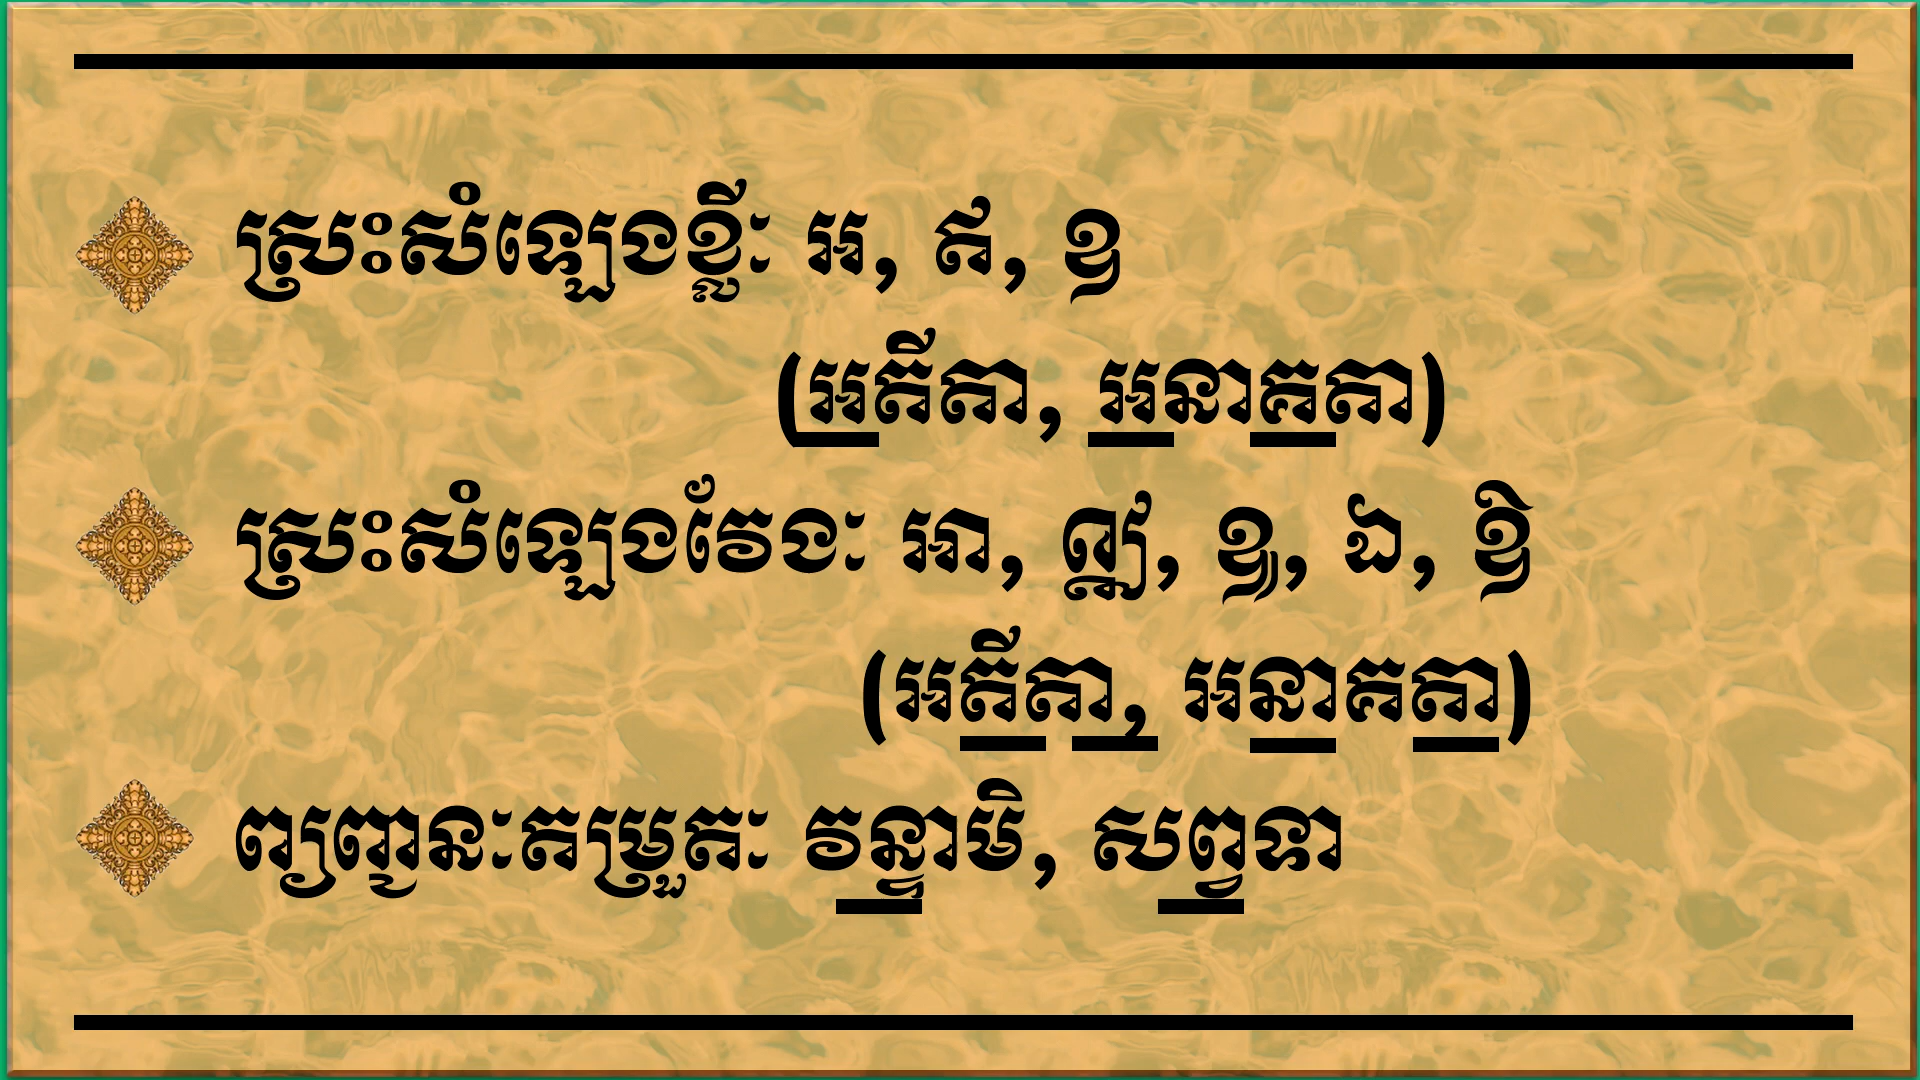 ស្រះសំឡេងខ្លីៈ អ, ឥ, ឧ
(អតីតា, អនាគតា)
ស្រះសំឡេងវែងៈ អា, ឦ, ឩ, ឯ, ឱ
(អតីតា, អនាគតា)
ព្យញ្ជនៈតម្រួតៈ វន្ទាមិ, សព្វទា